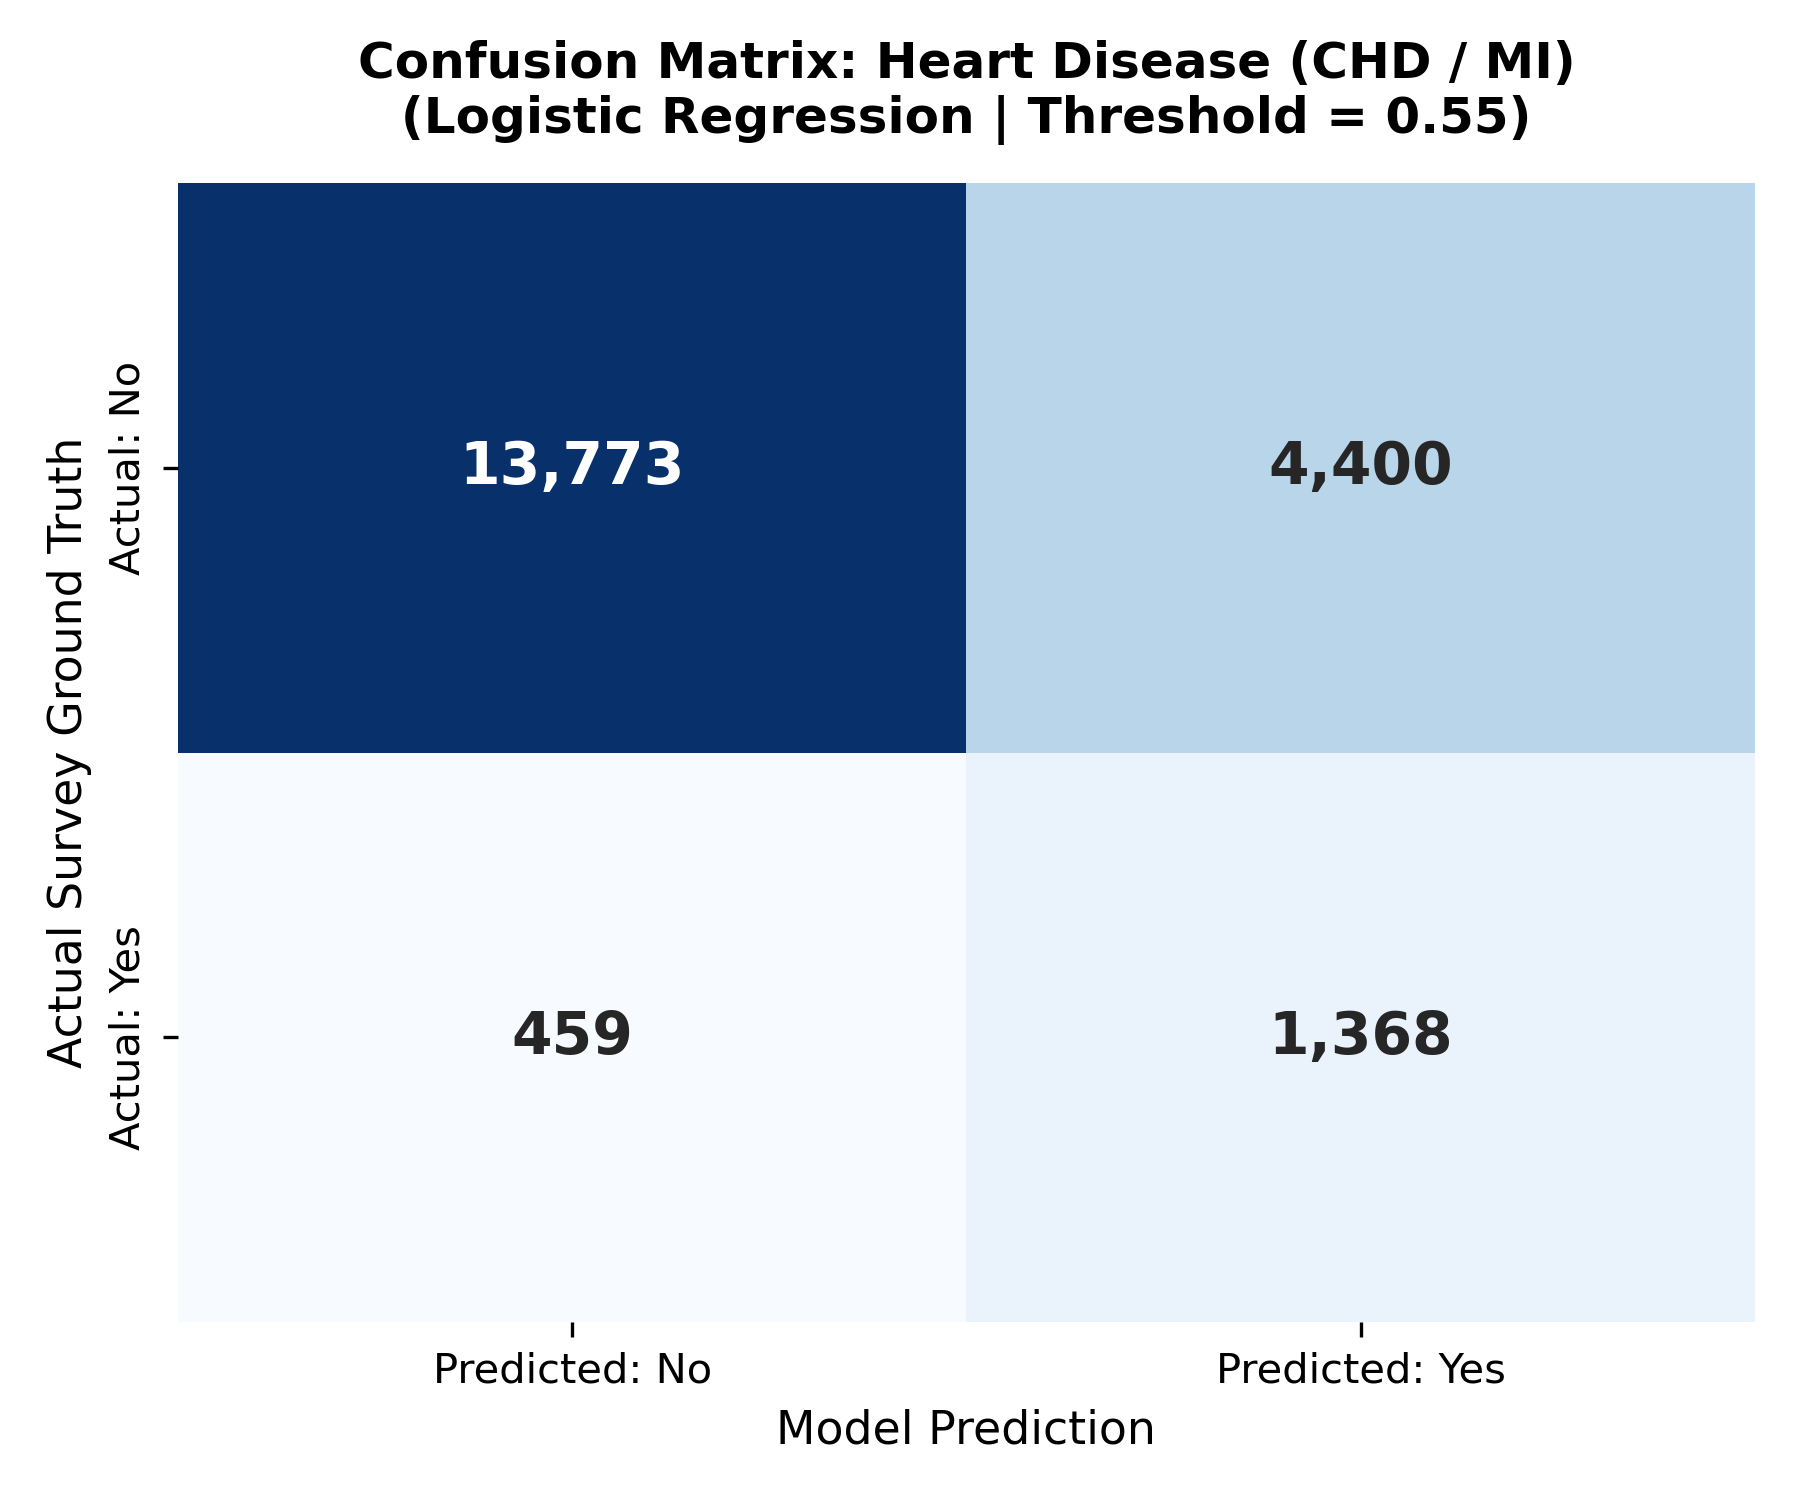 Confusion Matrix: Heart Disease (CHD / MI)
(Logistic Regression | Threshold = 0.55)
Actual Survey Ground Truth
Actual: No
13,773
4,400
Actual: Yes
459
1,368
Predicted: No
Predicted: Yes
Model Prediction